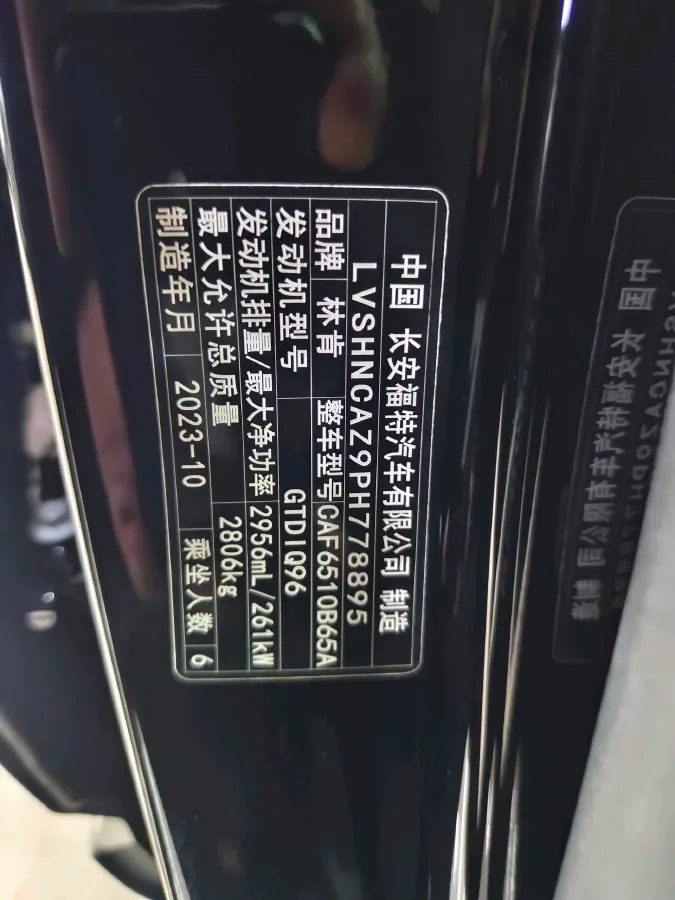 中国 长安福特汽车有限公司 制造
LVSHNCAZ9PH778895
品牌 林肯 整车型号 CAF6510B65A
发动机型号 GTDIQ96
发动机排量/最大净功率 2956mL/261kW
最大允许总质量 2806kg
制造年月 2023-10 乘坐人数 6